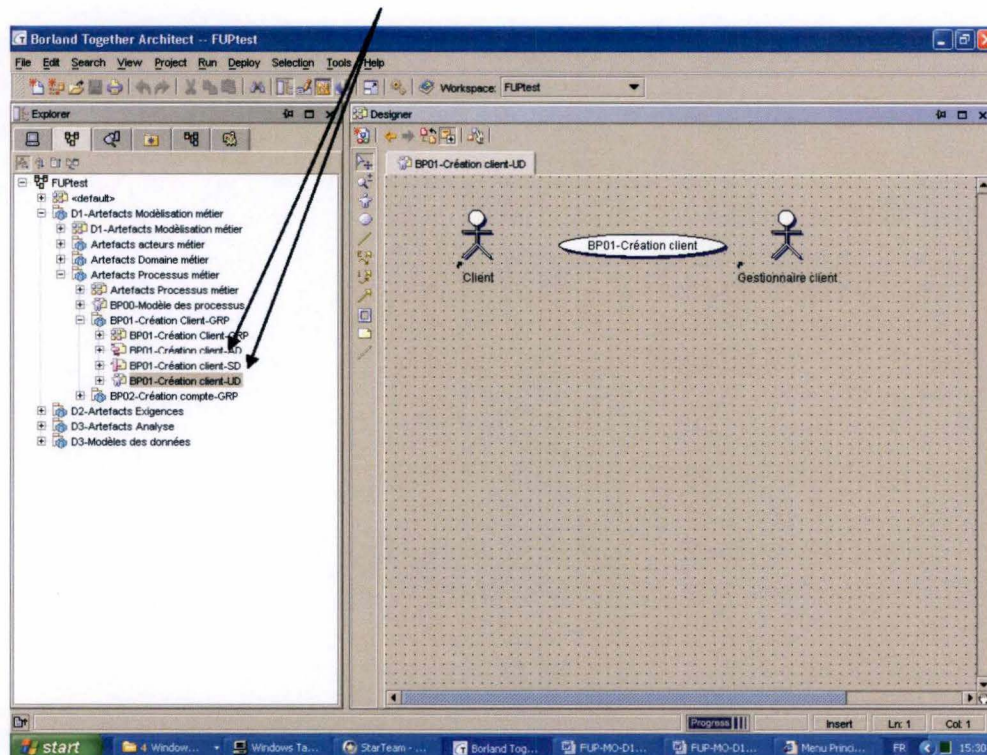 Borland Together Architect -- FUPtest
File Edit Search View Project Run Deploy Selection Tools Help
Workspace: FUPtest
Explorer
FUPtest
<default>
D1-Artefacts Modèlisation métier
D1-Artefacts Modèlisation métier
Artefacts acteurs métier
Artefacts Domaine métier
Artefacts Processus métier
Artefacts Processus métier
BP00-Modèle des processus
BP01-Création Client-GRP
BP01-Création Client-GRP
BP01-Création client-AD
BP01-Création client-SD
BP01-Création client-UD
BP02-Création compte-GRP
D2-Artefacts Exigences
D3-Artefacts Analyse
D3-Modèles des données
Designer
BP01-Création client-UD
Client
BP01-Création client
Gestionnaire client
Progress Insert Ln: 1 Col: 1
start 4 Window... Windows Ta... StarTeam - ... Borland Tog... FUP-MO-D1... FUP-MO-D1... Menu Princi... FR 15:30